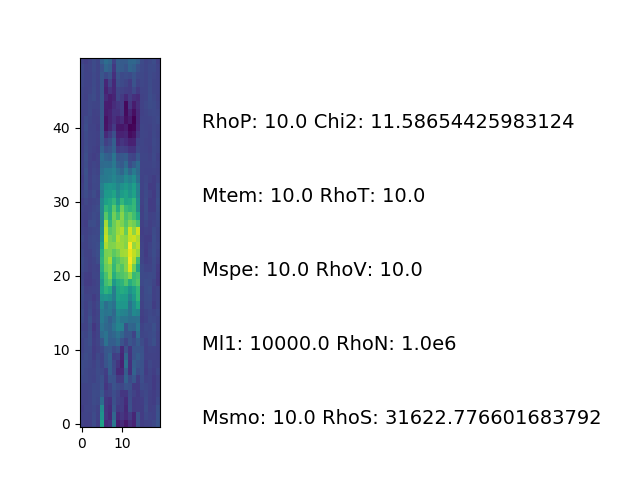 40
RhoP: 10.0 Chi2: 11.58654425983124
30
Mtem: 10.0 RhoT: 10.0
20
Mspe: 10.0 RhoV: 10.0
10
Ml1: 10000.0 RhoN: 1.0e6
0
Msmo: 10.0 RhoS: 31622.776601683792
0 10